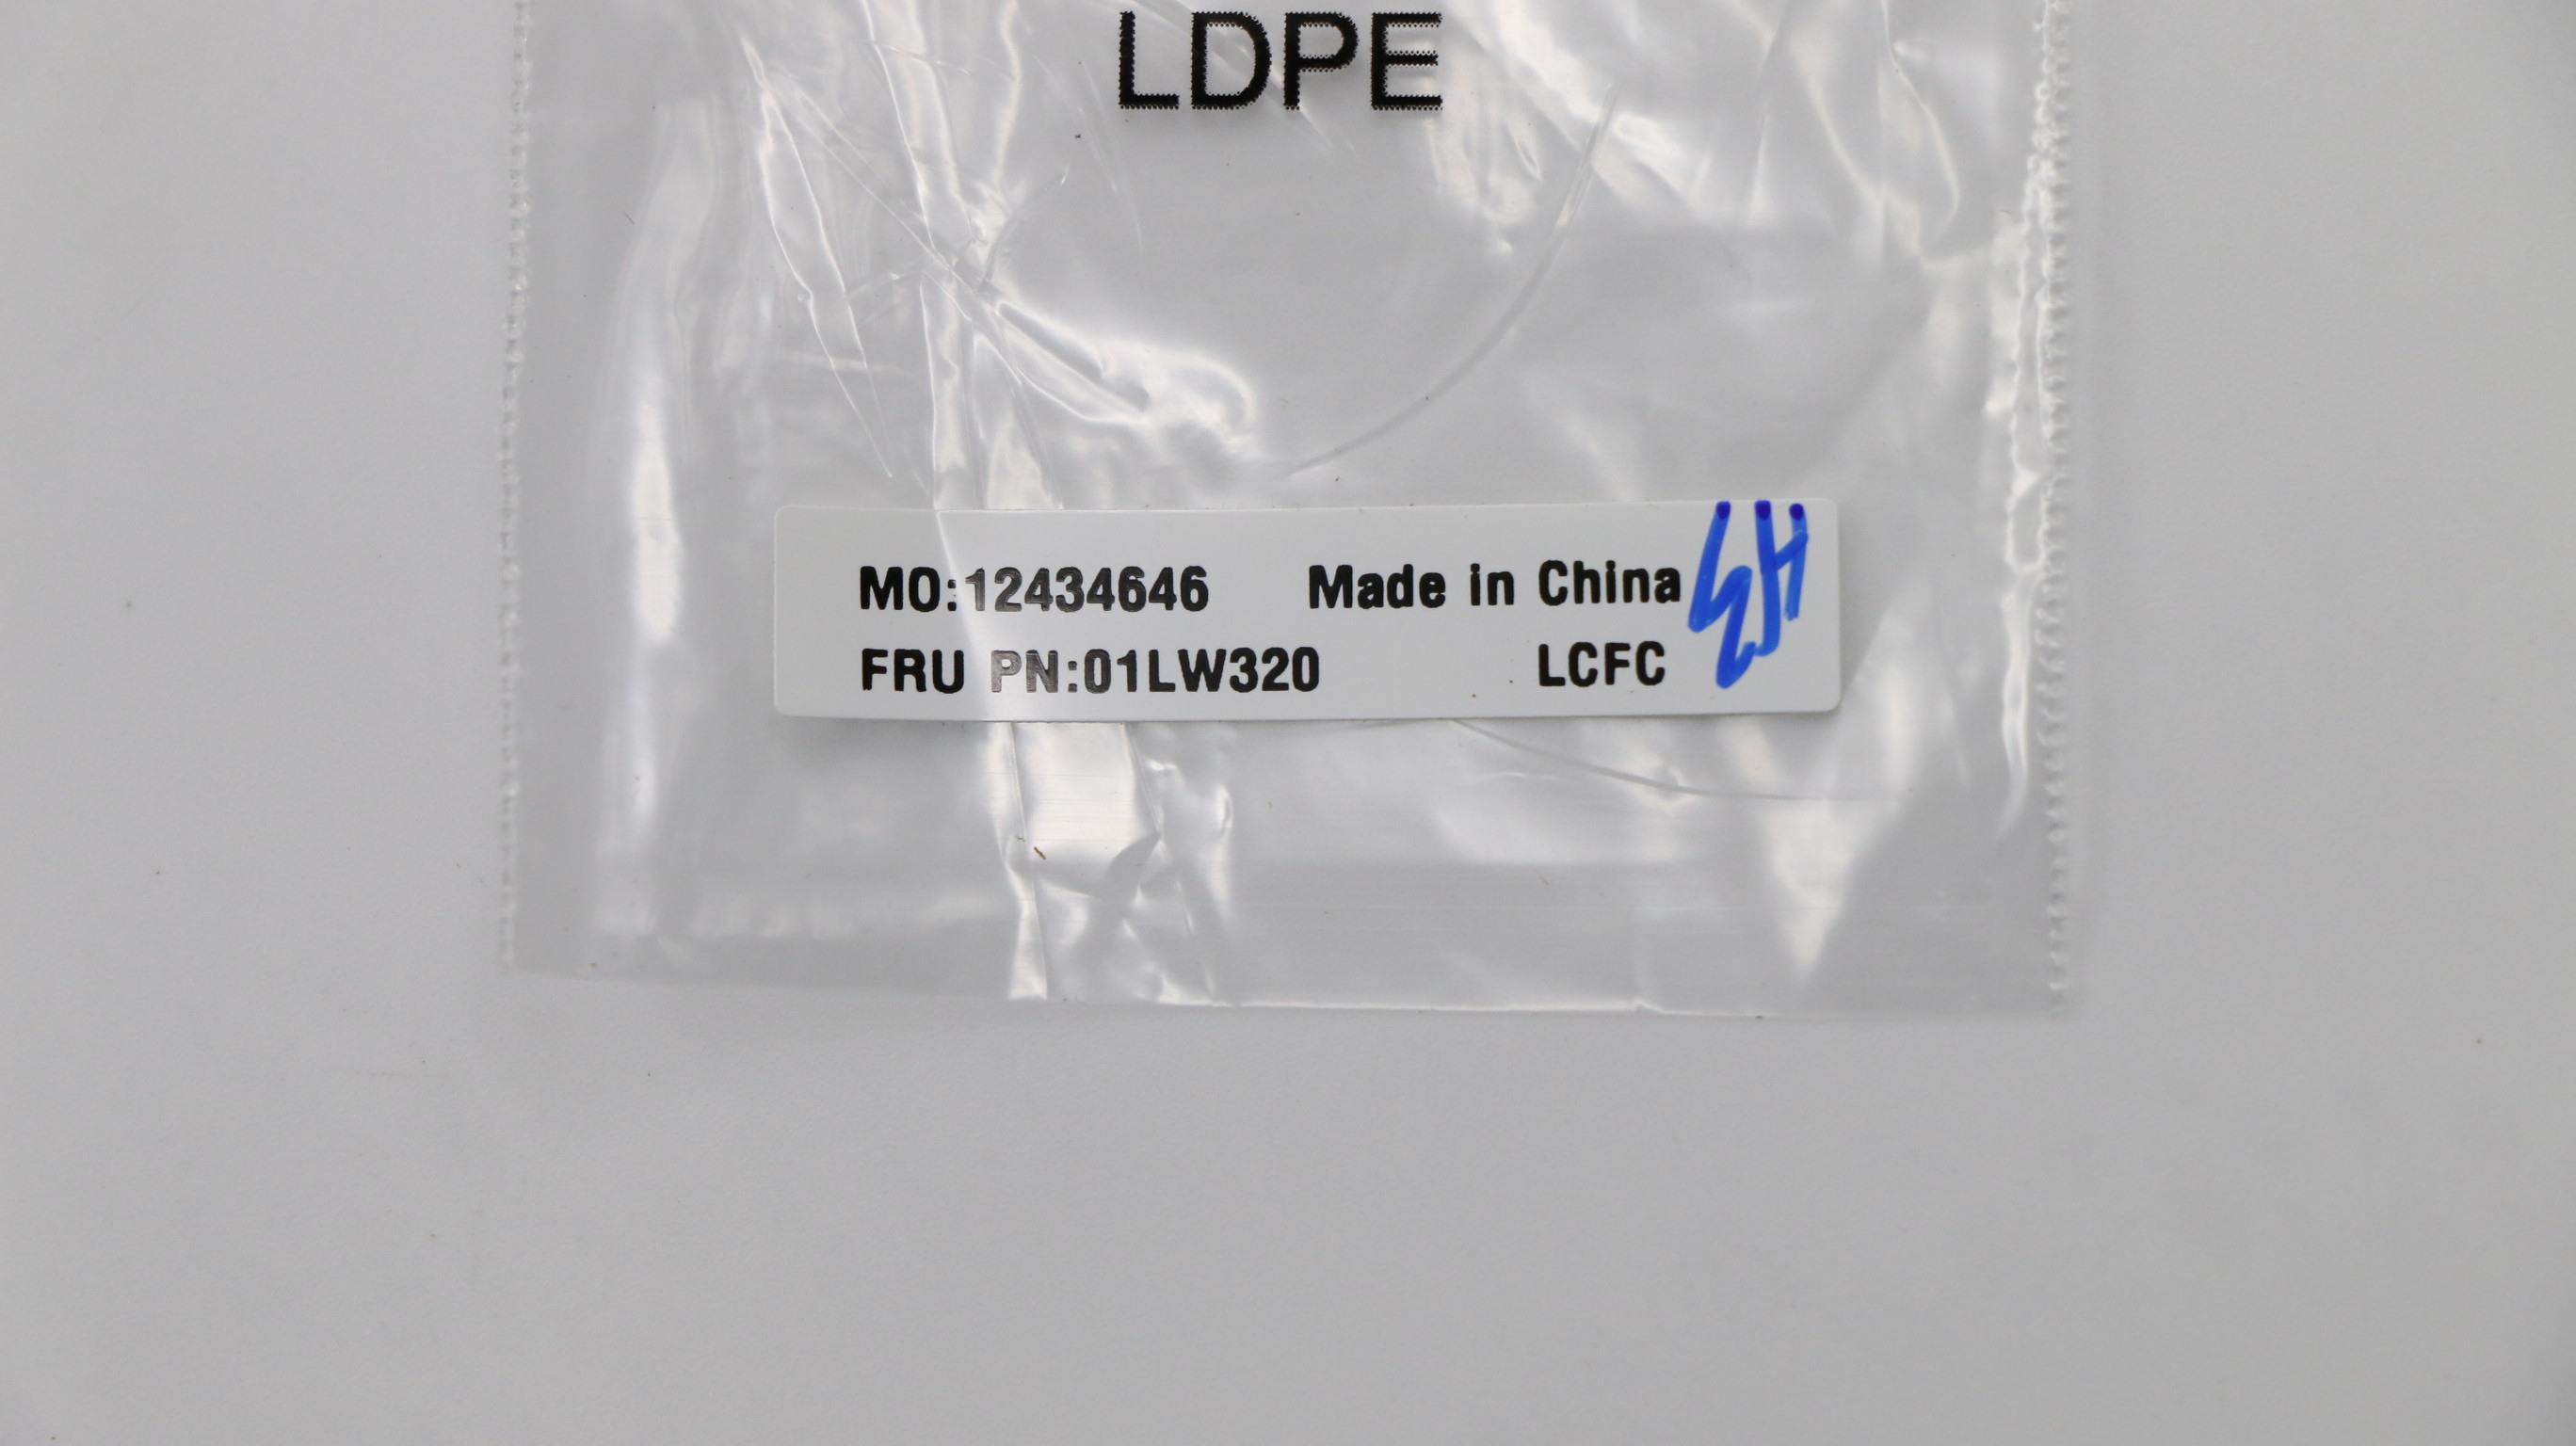 LDPE
MO:12434646 Made in China
FRU PN:01LW320 LCFC